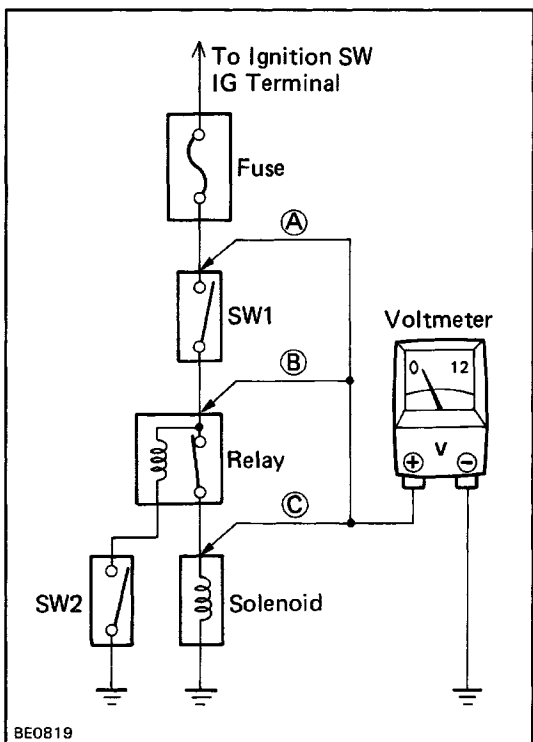 To Ignition SW
IG Terminal
Fuse
A
SW1
Voltmeter
0 12
B
V
+ −
Relay
C
SW2
Solenoid
BE0819